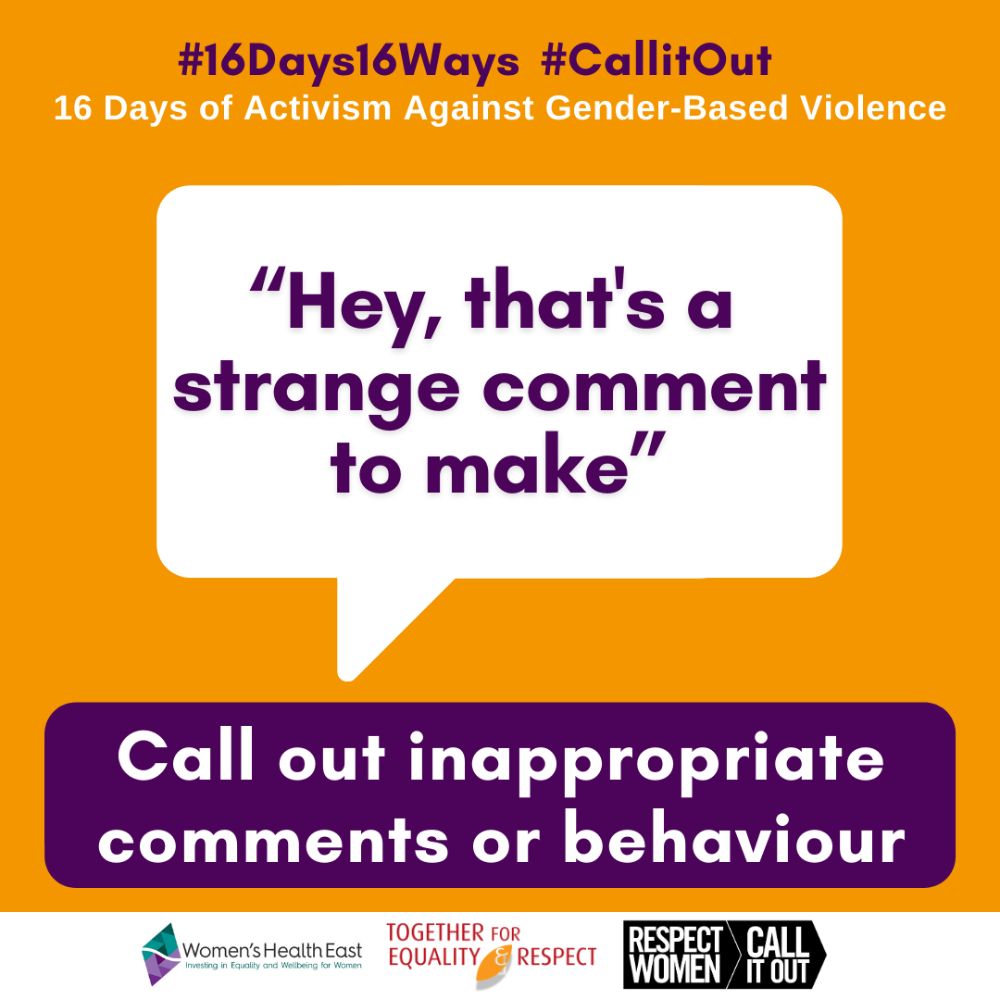 #16Days16Ways #CallitOut
16 Days of Activism Against Gender-Based Violence
“Hey, that's a
strange comment
to make”
Call out inappropriate
comments or behaviour
Women's Health East
Investing in Equality and Wellbeing for Women
TOGETHER FOR
EQUALITY & RESPECT
RESPECT
WOMEN
CALL
IT OUT